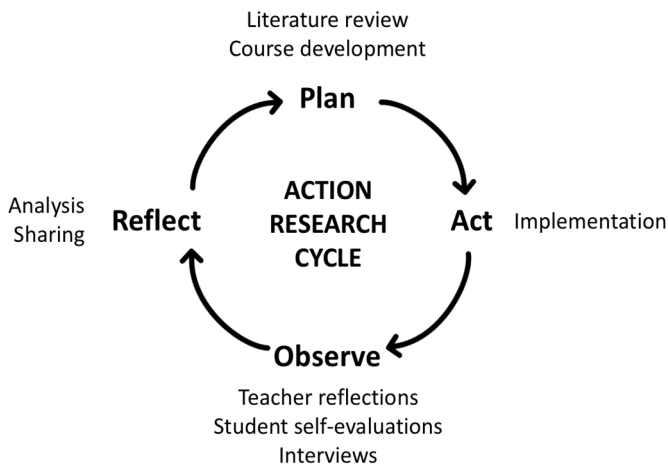 Literature review
Course development
Plan
ACTION
RESEARCH
CYCLE
Analysis
Sharing
Reflect
Act
Implementation
Observe
Teacher reflections
Student self-evaluations
Interviews